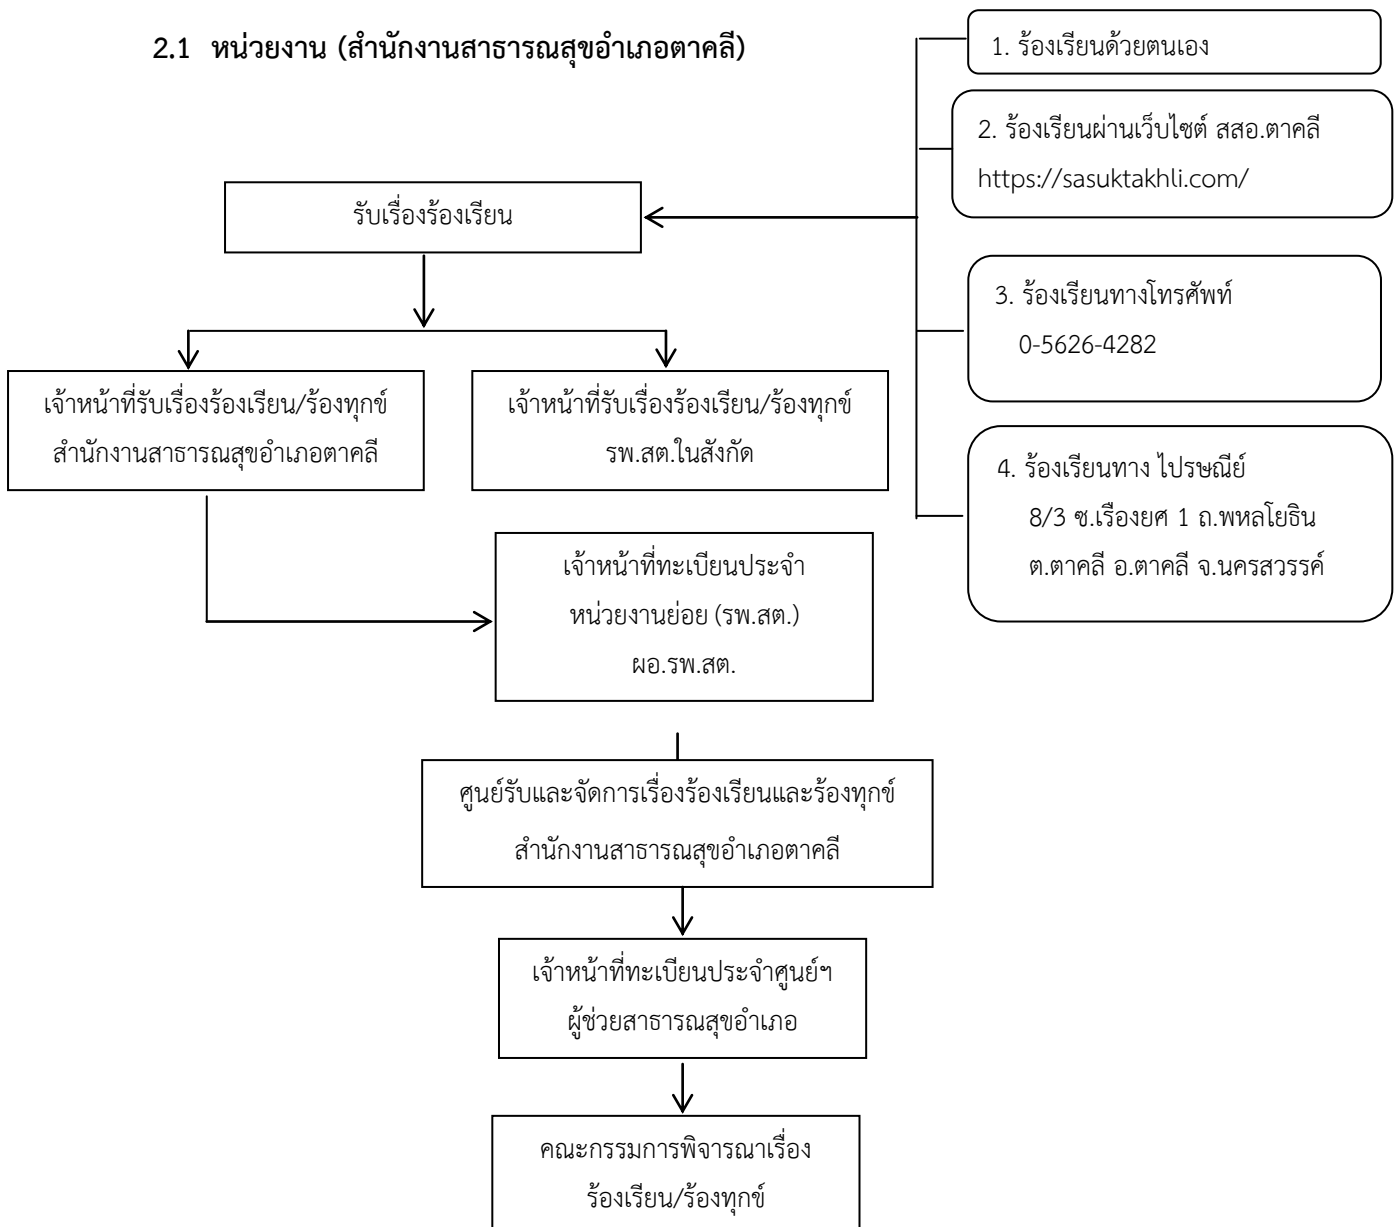 2.1 หน่วยงาน (สำนักงานสาธารณสุขอำเภอตาคลี)
1. ร้องเรียนด้วยตนเอง
2. ร้องเรียนผ่านเว็บไซต์ สสอ.ตาคลี
https://sasuktakhli.com/
รับเรื่องร้องเรียน
3. ร้องเรียนทางโทรศัพท์
0-5626-4282
เจ้าหน้าที่รับเรื่องร้องเรียน/ร้องทุกข์
สำนักงานสาธารณสุขอำเภอตาคลี
เจ้าหน้าที่รับเรื่องร้องเรียน/ร้องทุกข์
รพ.สต.ในสังกัด
4. ร้องเรียนทาง ไปรษณีย์
8/3 ซ.เรืองยศ 1 ถ.พหลโยธิน
ต.ตาคลี อ.ตาคลี จ.นครสวรรค์
เจ้าหน้าที่ทะเบียนประจำ
หน่วยงานย่อย (รพ.สต.)
ผอ.รพ.สต.
ศูนย์รับและจัดการเรื่องร้องเรียนและร้องทุกข์
สำนักงานสาธารณสุขอำเภอตาคลี
เจ้าหน้าที่ทะเบียนประจำศูนย์ฯ
ผู้ช่วยสาธารณสุขอำเภอ
คณะกรรมการพิจารณาเรื่อง
ร้องเรียน/ร้องทุกข์